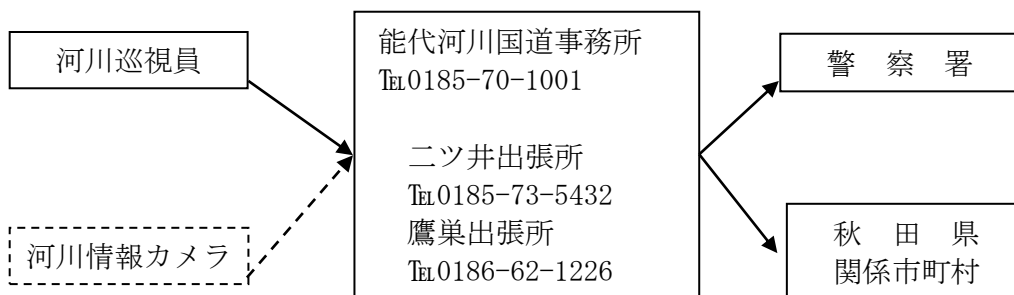 河川巡視員
河川情報カメラ
能代河川国道事務所
℡0185-70-1001
二ツ井出張所
℡0185-73-5432
鷹巣出張所
℡0186-62-1226
警　察　署
秋　田　県
関係市町村